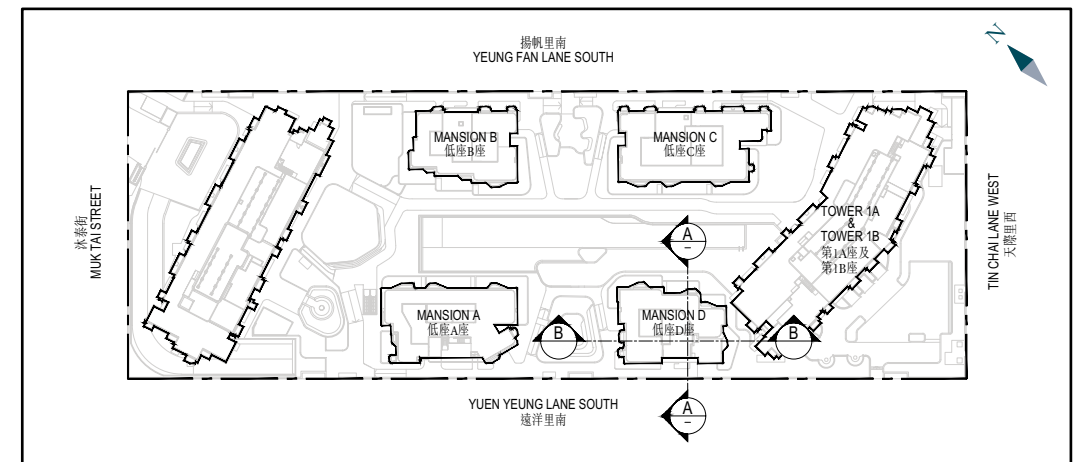 揚帆里南
YEUNG FAN LANE SOUTH
N
MANSION B
低座B座
MANSION C
低座C座
沐泰街
MUK TAI STREET
TOWER 1A
&
TOWER 1B
第1A座及
第1B座
TIN CHAI LANE WEST
天際里西
A
–
MANSION A
低座A座
B
MANSION D
低座D座
B
YUEN YEUNG LANE SOUTH
遠洋里南
A
–